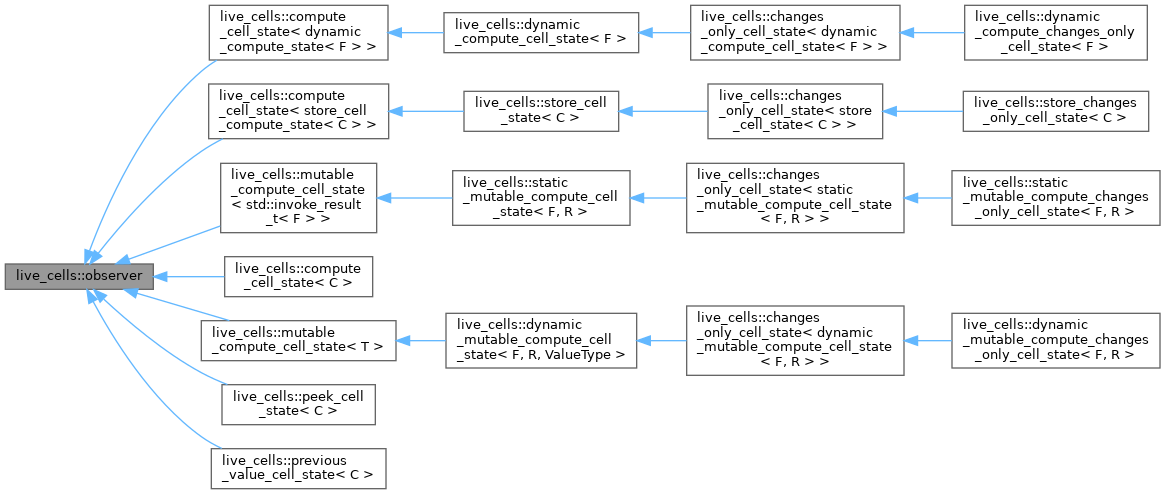 live_cells::compute
_cell_state< dynamic
_compute_state< F > >
live_cells::dynamic
_compute_cell_state< F >
live_cells::changes
_only_cell_state< dynamic
_compute_cell_state< F > >
live_cells::dynamic
_compute_changes_only
_cell_state< F >
live_cells::compute
_cell_state< store_cell
_compute_state< C > >
live_cells::store_cell
_state< C >
live_cells::changes
_only_cell_state< store
_cell_state< C > >
live_cells::store_changes
_only_cell_state< C >
live_cells::mutable
_compute_cell_state
< std::invoke_result
_t< F > >
live_cells::static
_mutable_compute_cell
_state< F, R >
live_cells::changes
_only_cell_state< static
_mutable_compute_cell_state
< F, R > >
live_cells::static
_mutable_compute_changes
_only_cell_state< F, R >
live_cells::observer
live_cells::compute
_cell_state< C >
live_cells::mutable
_compute_cell_state< T >
live_cells::dynamic
_mutable_compute_cell
_state< F, R, ValueType >
live_cells::changes
_only_cell_state< dynamic
_mutable_compute_cell_state
< F, R > >
live_cells::dynamic
_mutable_compute_changes
_only_cell_state< F, R >
live_cells::peek_cell
_state< C >
live_cells::previous
_value_cell_state< C >